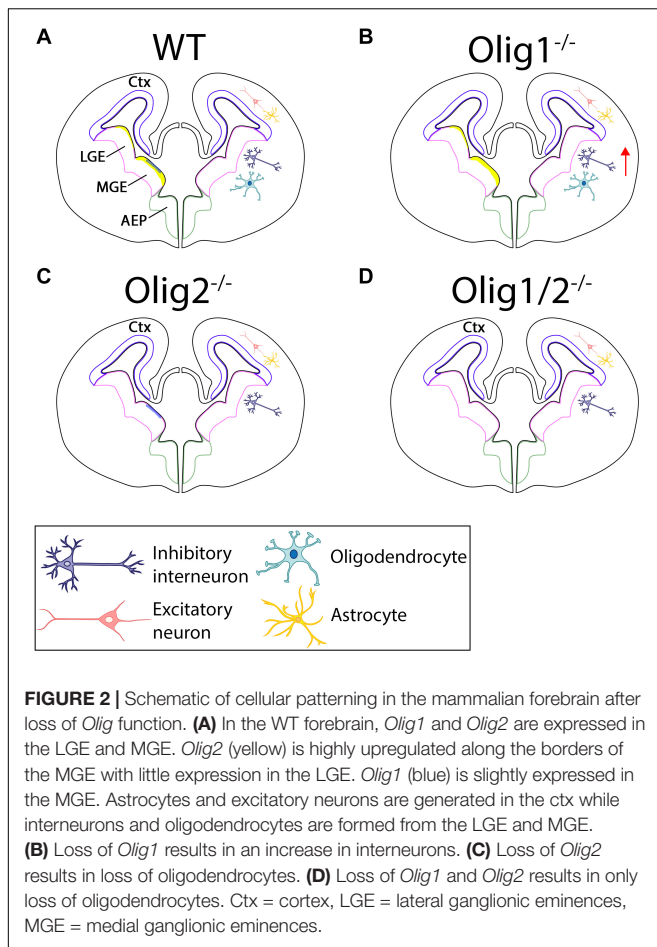 A
WT
Ctx
LGE
MGE
AEP
B
Olig1-/-
C
Olig2-/-
Ctx
D
Olig1/2-/-
Ctx
Inhibitory
interneuron
Oligodendrocyte
Excitatory
neuron
Astrocyte
FIGURE 2 | Schematic of cellular patterning in the mammalian forebrain after
loss of Olig function. (A) In the WT forebrain, Olig1 and Olig2 are expressed in
the LGE and MGE. Olig2 (yellow) is highly upregulated along the borders of
the MGE with little expression in the LGE. Olig1 (blue) is slightly expressed in
the MGE. Astrocytes and excitatory neurons are generated in the ctx while
interneurons and oligodendrocytes are formed from the LGE and MGE.
(B) Loss of Olig1 results in an increase in interneurons. (C) Loss of Olig2
results in loss of oligodendrocytes. (D) Loss of Olig1 and Olig2 results in only
loss of oligodendrocytes. Ctx = cortex, LGE = lateral ganglionic eminences,
MGE = medial ganglionic eminences.